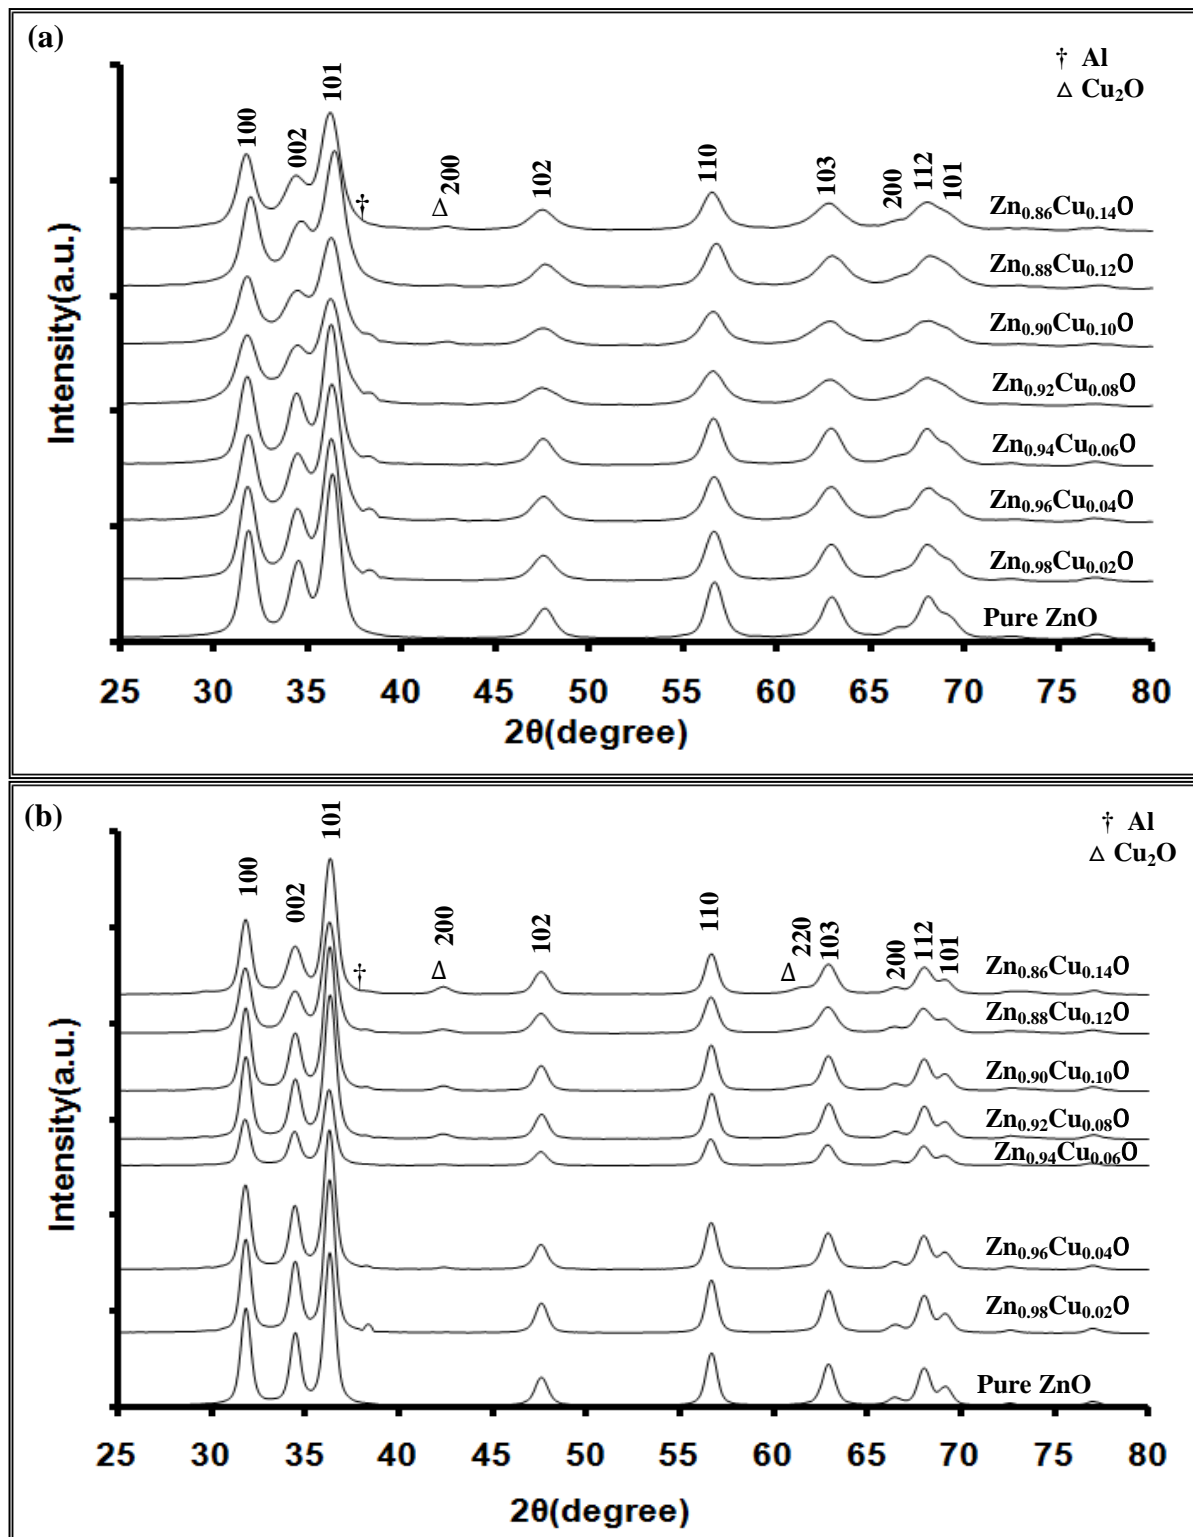 (a)
† Al
△ Cu₂O
100
002
101
†
Δ
200
102
110
103
200
112
101
Zn₀.₈₆Cu₀.₁₄O
Zn₀.₈₈Cu₀.₁₂O
Zn₀.₉₀Cu₀.₁₀O
Zn₀.₉₂Cu₀.₀₈O
Zn₀.₉₄Cu₀.₀₆O
Zn₀.₉₆Cu₀.₀₄O
Zn₀.₉₈Cu₀.₀₂O
Pure ZnO
Intensity(a.u.)
25 30 35 40 45 50 55 60 65 70 75 80
2θ(degree)
(b)
† Al
△ Cu₂O
100
002
101
†
Δ
200
102
110
Δ
220
103
200
112
101
Zn₀.₈₆Cu₀.₁₄O
Zn₀.₈₈Cu₀.₁₂O
Zn₀.₉₀Cu₀.₁₀O
Zn₀.₉₂Cu₀.₀₈O
Zn₀.₉₄Cu₀.₀₆O
Zn₀.₉₆Cu₀.₀₄O
Zn₀.₉₈Cu₀.₀₂O
Pure ZnO
Intensity(a.u.)
25 30 35 40 45 50 55 60 65 70 75 80
2θ(degree)